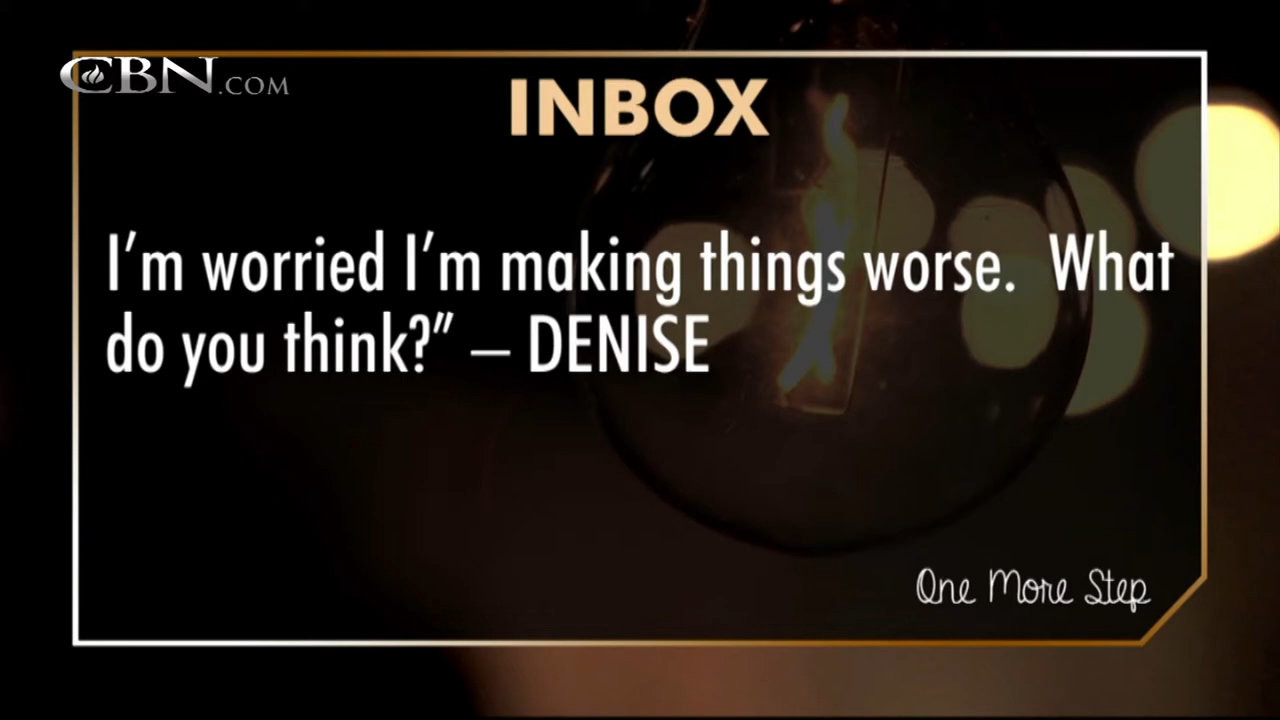 CBN.COM
INBOX
I’m worried I’m making things worse.  What
do you think?” – DENISE
One More Step